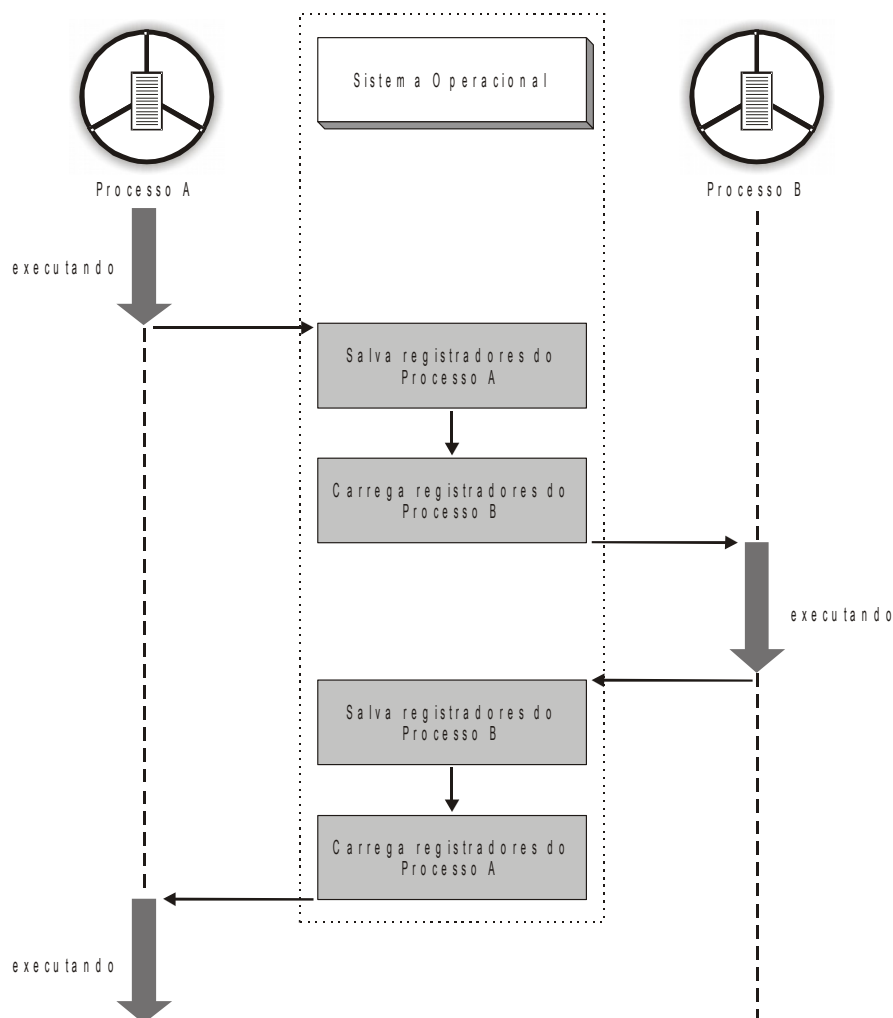 Sistema Operacional
Processo A
Processo B
executando
Salva registradores do
Processo A
Carrega registradores do
Processo B
executando
Salva registradores do
Processo B
Carrega registradores do
Processo A
executando